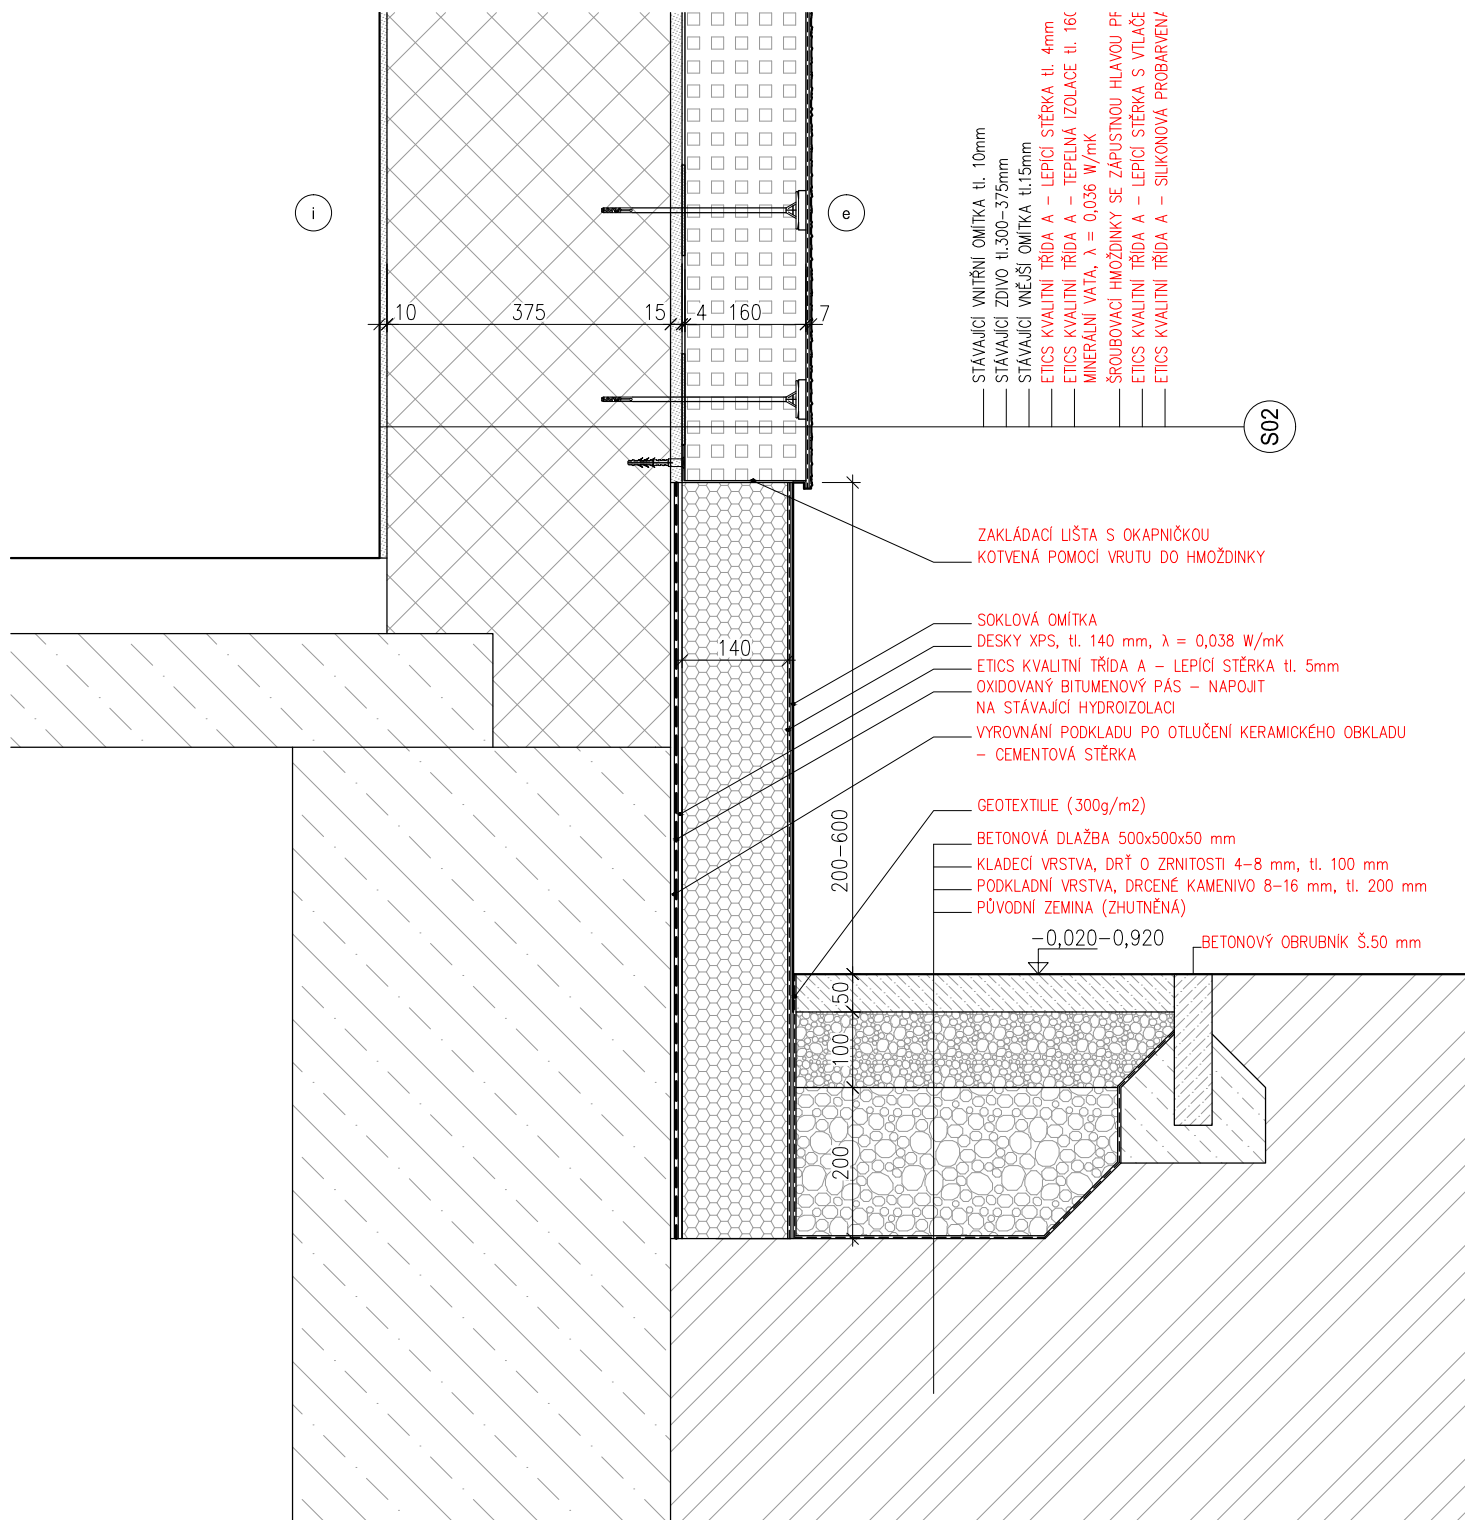 STÁVAJÍCÍ VNITŘNÍ OMÍTKA tl. 10mm
STÁVAJÍCÍ ZDIVO tl.300-375mm
STÁVAJÍCÍ VNĚJŠÍ OMÍTKA tl.15mm
ETICS KVALITNÍ TŘÍDA A - LEPÍCÍ STĚRKA tl. 4mm
ETICS KVALITNÍ TŘÍDA A - TEPELNÁ IZOLACE tl. 160
MINERÁLNÍ VATA, λ = 0,036 W/mK
ŠROUBOVACÍ HMOŽDINKY SE ZÁPUSTNOU HLAVOU
ETICS KVALITNÍ TŘÍDA A - LEPÍCÍ STĚRKA S
ETICS KVALITNÍ TŘÍDA A - SILIKONOVÁ
i
e
10
375
15
4
160
7
S02
ZAKLÁDACÍ LIŠTA S OKAPNIČKOU
KOTVENÁ POMOCÍ VRUTU DO HMOŽDINKY
SOKLOVÁ OMÍTKA
DESKY XPS, tl. 140 mm, λ = 0,038 W/mK
140
ETICS KVALITNÍ TŘÍDA A - LEPÍCÍ STĚRKA tl. 5mm
OXIDOVANÝ BITUMENOVÝ PÁS - NAPOJIT
NA STÁVAJÍCÍ HYDROIZOLACI
VYROVNÁNÍ PODKLADU PO OTLUČENÍ KERAMICKÉHO OBKLADU
- CEMENTOVÁ STĚRKA
GEOTEXTILIE (300g/m2)
BETONOVÁ DLAŽBA 500x500x50 mm
KLADECÍ VRSTVA, DRŤ O ZRNITOSTI 4-8 mm, tl. 100 mm
PODKLADNÍ VRSTVA, DRCENÉ KAMENIVO 8-16 mm, tl. 200 mm
PŮVODNÍ ZEMINA (ZHUTNĚNÁ)
200-600
-0,020-0,920
BETONOVÝ OBRUBNÍK Š.50 mm
50
100
200